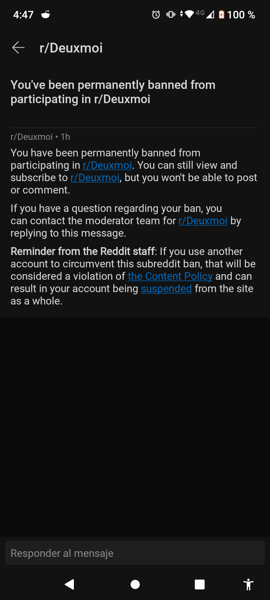 4:47 4G 100 %
r/Deuxmoi
You've been permanently banned from
participating in r/Deuxmoi
r/Deuxmoi • 1h
You have been permanently banned from
participating in r/Deuxmoi. You can still view and
subscribe to r/Deuxmoi, but you won't be able to post
or comment.
If you have a question regarding your ban, you
can contact the moderator team for r/Deuxmoi by
replying to this message.
Reminder from the Reddit staff: If you use another
account to circumvent this subreddit ban, that will be
considered a violation of the Content Policy and can
result in your account being suspended from the site
as a whole.
Responder al mensaje